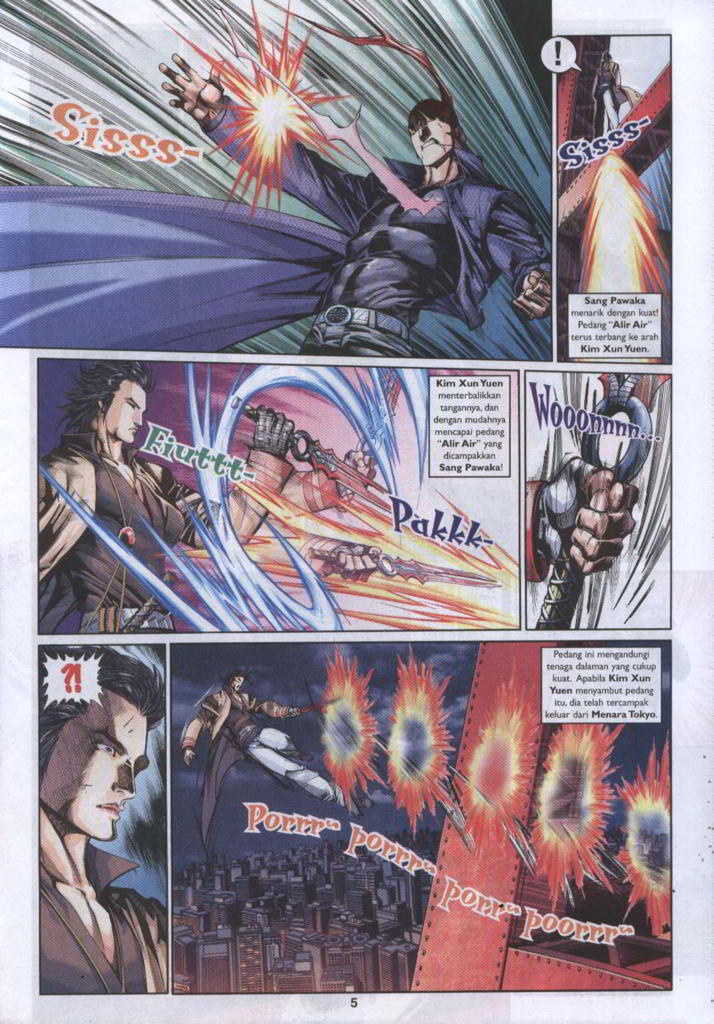 Sisss-
!
Sisss-
Sang Pawaka
menarik dengan kuat!
Pedang "Alir Air"
terus terbang ke arah
Kim Xun Yuen.
Fiuttt-
Kim Xun Yuen
menterbalikkan
tangannya, dan
dengan mudahnya
mencapai pedang
"Alir Air" yang
dicampakkan
Sang Pawaka!
Pakkk-
Wooonnnn...
?!
Pedang ini mengandungi
tenaga dalaman yang cukup
kuat. Apabila Kim Xun
Yuen menyambut pedang
itu, dia telah tercampak
keluar dari Menara Tokyo.
Porrr~ porrr~ porr~ poorrr~
5